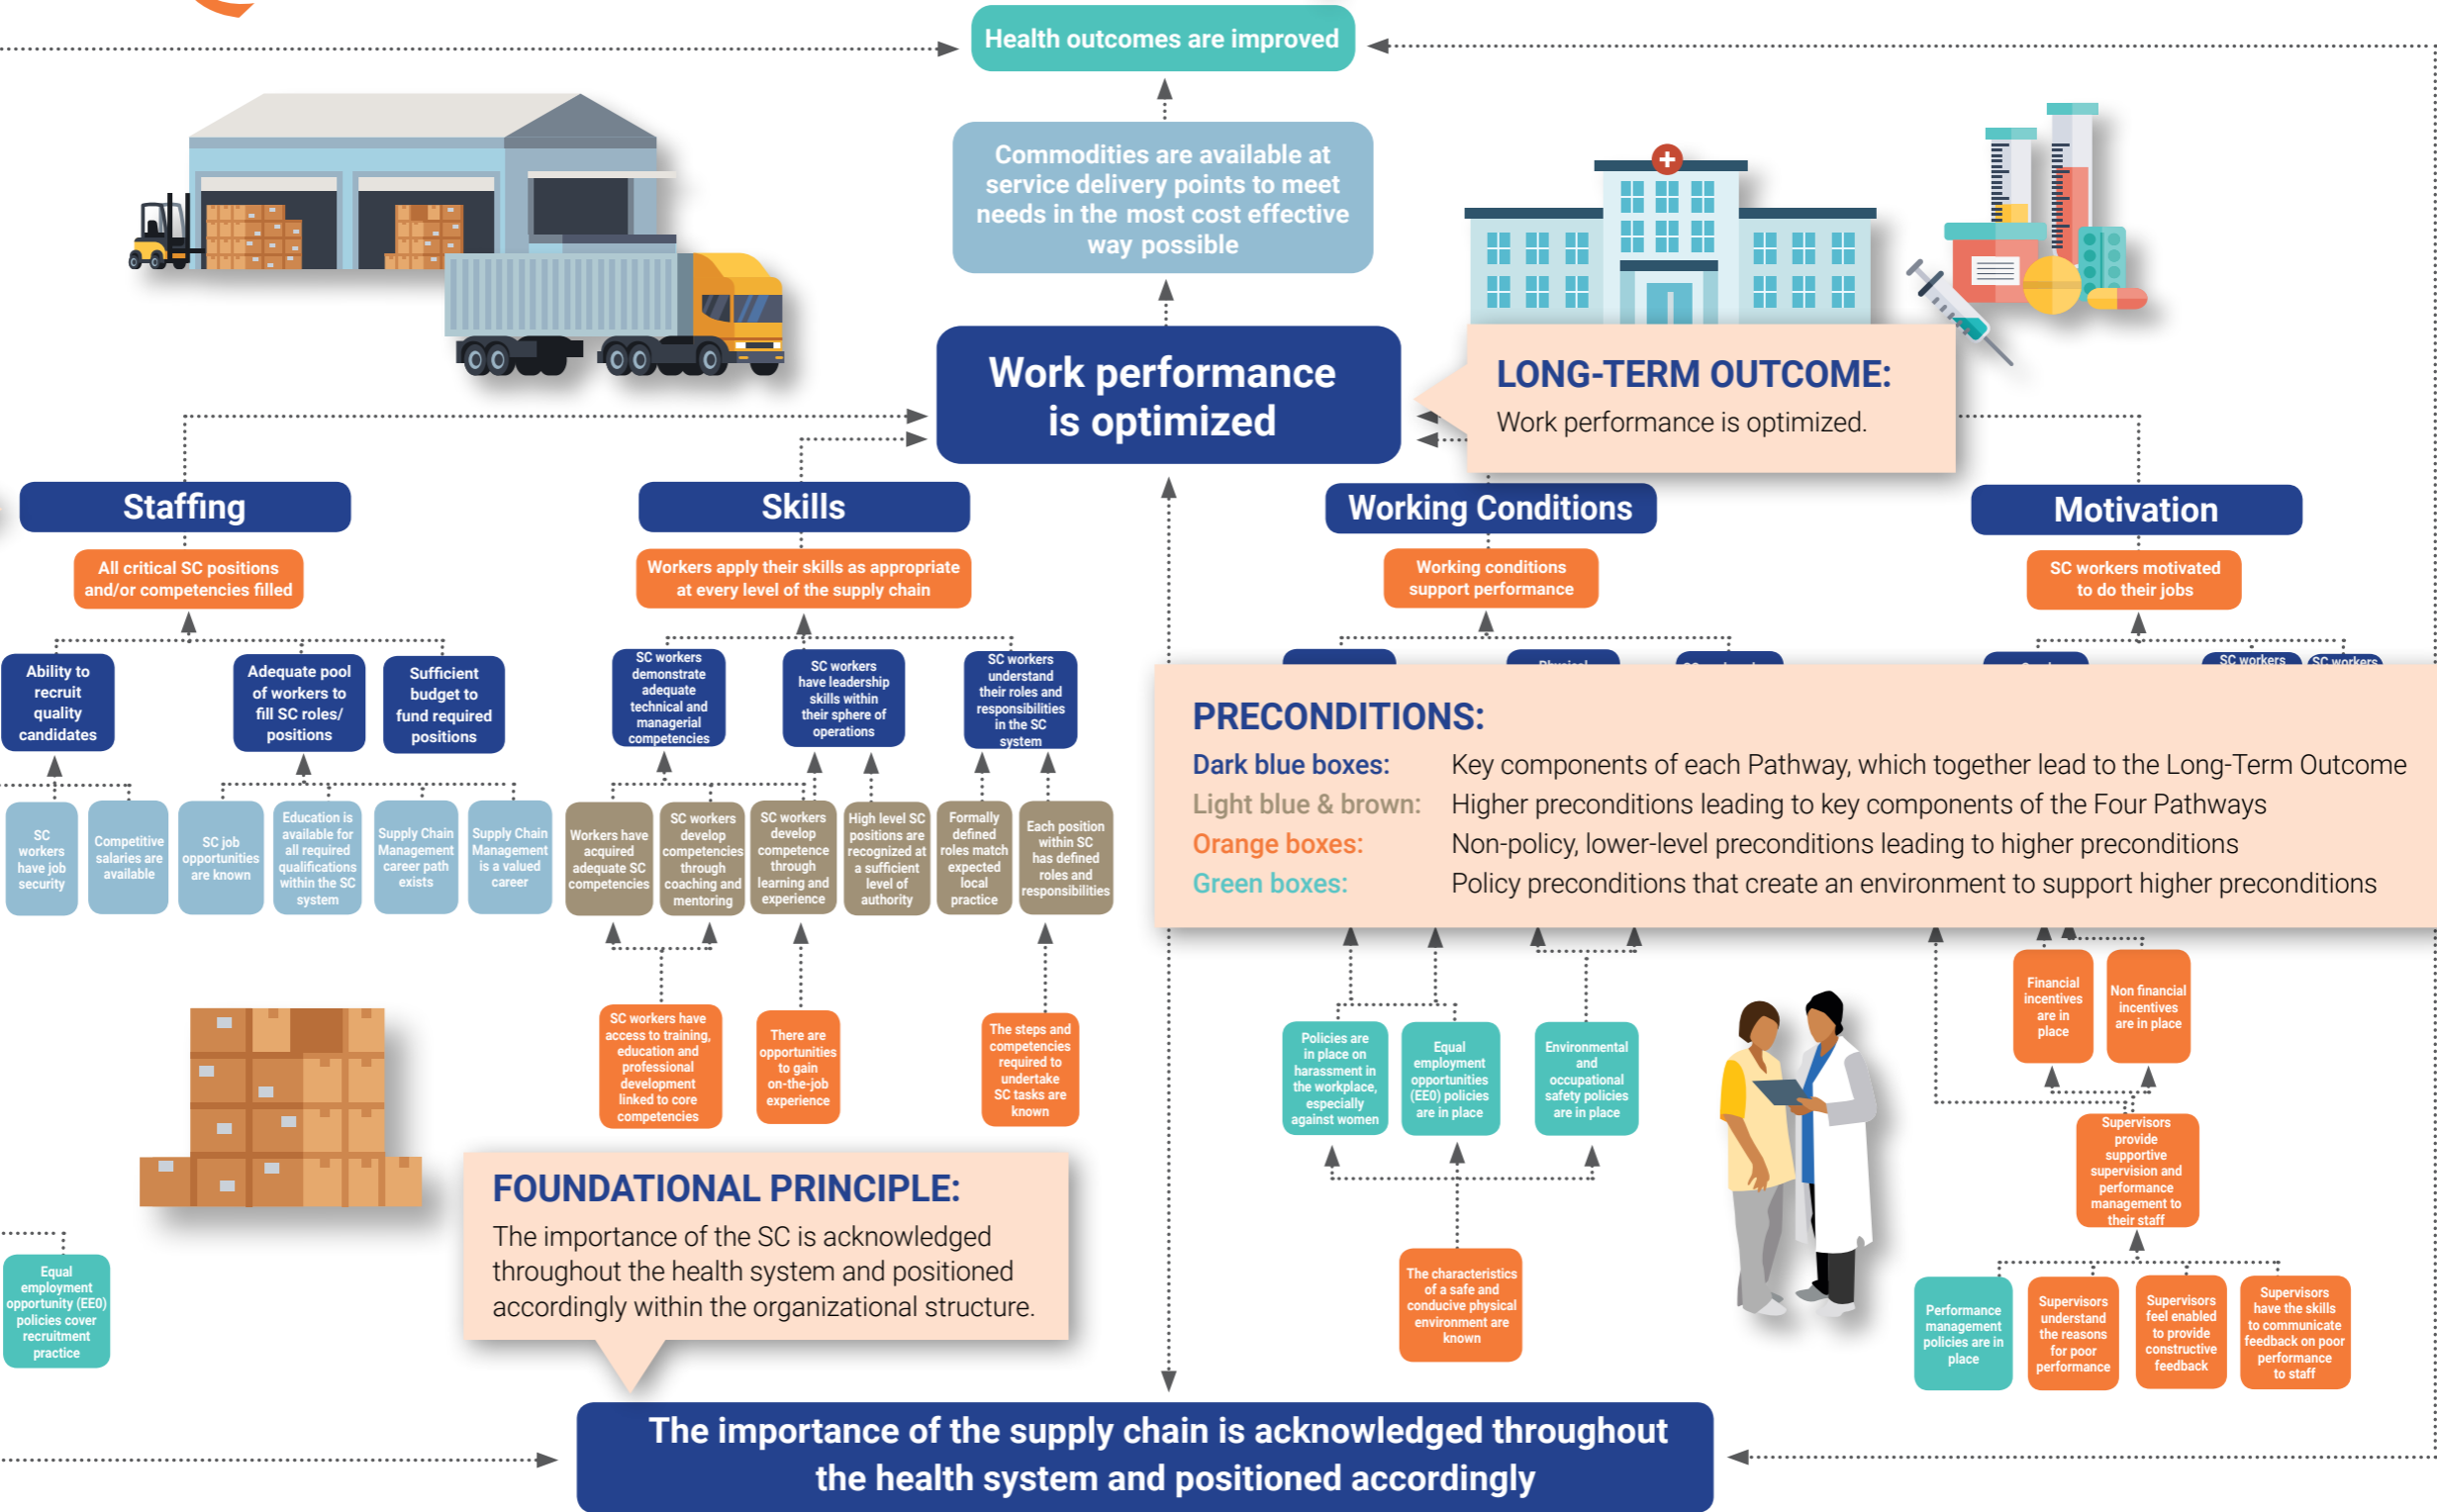 Health outcomes are improved
Commodities are available at
service delivery points to meet
needs in the most cost effective
way possible
Work performance
is optimized
LONG-TERM OUTCOME:
Work performance is optimized.
Staffing
Skills
Working Conditions
Motivation
All critical SC positions
and/or competencies filled
Workers apply their skills as appropriate
at every level of the supply chain
Working conditions
support performance
SC workers motivated
to do their jobs
Ability to
recruit
quality
candidates
Adequate pool
of workers to
fill SC roles/
positions
Sufficient
budget to
fund required
positions
SC workers
demonstrate
adequate
technical and
managerial
competencies
SC workers
have leadership
skills within
their sphere of
operations
SC workers
understand
their roles and
responsibilities
in the SC
system
SC workers
SC workers
PRECONDITIONS:
Dark blue boxes: Key components of each Pathway, which together lead to the Long-Term Outcome
Light blue & brown: Higher preconditions leading to key components of the Four Pathways
Orange boxes: Non-policy, lower-level preconditions leading to higher preconditions
Green boxes: Policy preconditions that create an environment to support higher preconditions
SC
workers
have job
security
Competitive
salaries are
available
SC job
opportunities
are known
Education is
available for
all required
qualifications
within the SC
system
Supply Chain
Management
career path
exists
Supply Chain
Management
is a valued
career
Workers have
acquired
adequate SC
competencies
SC workers
develop
competencies
through
coaching and
mentoring
SC workers
develop
competence
through
learning and
experience
High level SC
positions are
recognized at
a sufficient
level of
authority
Formally
defined
roles match
expected
local
practice
Each position
within SC
has defined
roles and
responsibilities
SC workers have
access to training,
education and
professional
development
linked to core
competencies
There are
opportunities
to gain
on-the-job
experience
The steps and
competencies
required to
undertake
SC tasks are
known
Policies are
in place on
harassment in
the workplace,
especially
against women
Equal
employment
opportunities
(EE0) policies
are in place
Environmental
and
occupational
safety policies
are in place
Financial
incentives
are in
place
Non financial
incentives
are in place
Supervisors
provide
supportive
supervision and
performance
management to
their staff
FOUNDATIONAL PRINCIPLE:
The importance of the SC is acknowledged
throughout the health system and positioned
accordingly within the organizational structure.
Equal
employment
opportunity (EE0)
policies cover
recruitment
practice
The characteristics
of a safe and
conducive physical
environment are
known
Performance
management
policies are in
place
Supervisors
understand
the reasons
for poor
performance
Supervisors
feel enabled
to provide
constructive
feedback
Supervisors
have the skills
to communicate
feedback on poor
performance
to staff
The importance of the supply chain is acknowledged throughout
the health system and positioned accordingly